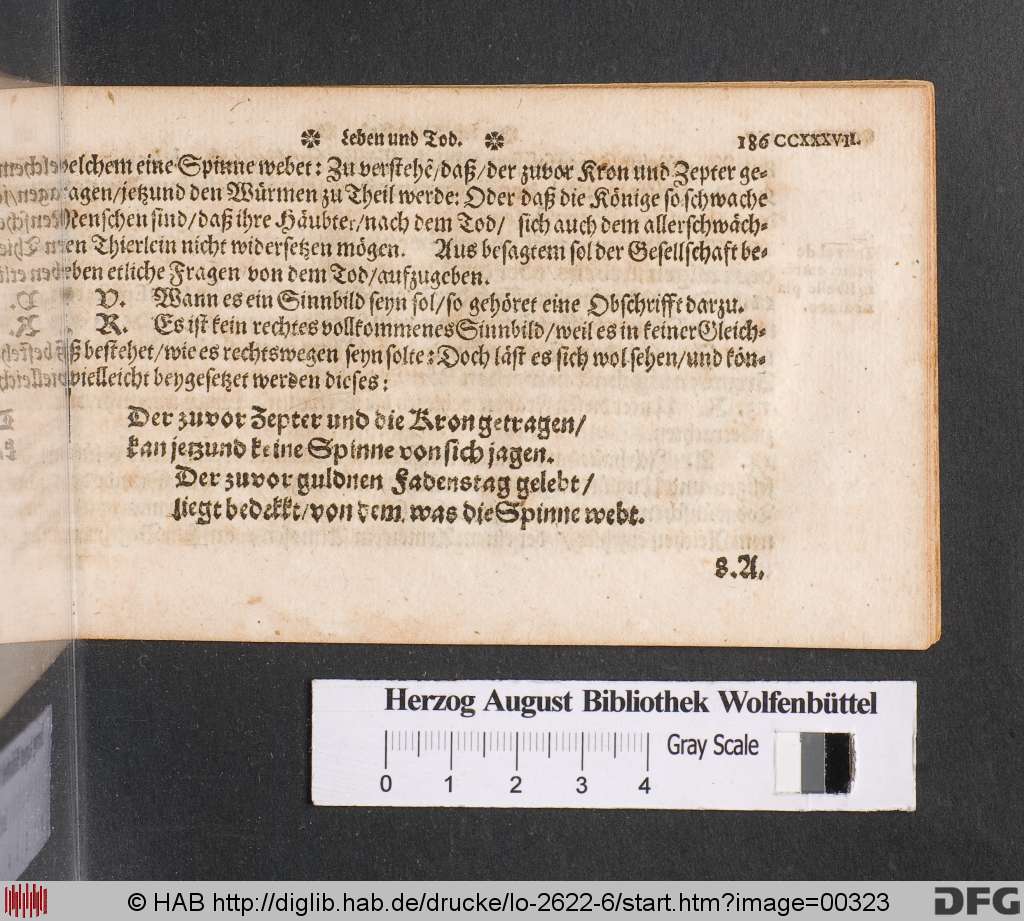 ❇ Leben und Tod. ❇ 186 CCXXXVII.
welchem eine Spinne webet: Zu verstehẽ/daß/der zuvor Kron und Zepter ge-
tragen/jetzund den Würmen zu Theil werde: Oder daß die Könige so schwache
Menschen sind/daß ihre Häubter/nach dem Tod/ sich auch dem allerschwäch-
Thierlein nicht widersetzen mögen. Aus besagtem sol der Gesellschaft be-
etliche Fragen von dem Tod/aufzugeben.
V. Wann es ein Sinnbild seyn sol/so gehöret eine Obschrifft darzu.
R. Es ist kein rechtes vollkommenes Sinnbild/weil es in keiner Gleich-
bestehet/wie es rechtswegen seyn solte: Doch läst es sich wol sehen/und kön-
vielleicht beygesetzet werden dieses:
Der zuvor Zepter und die Kron getragen/
kan jetzund keine Spinne von sich jagen.
Der zuvor guldnen Fadenstag gelebt/
liegt bedekkt/von dem, was die Spinne webt.
8. A.
Herzog August Bibliothek Wolfenbüttel
Gray Scale
0 1 2 3 4
© HAB http://diglib.hab.de/drucke/lo-2622-6/start.htm?image=00323
DFG